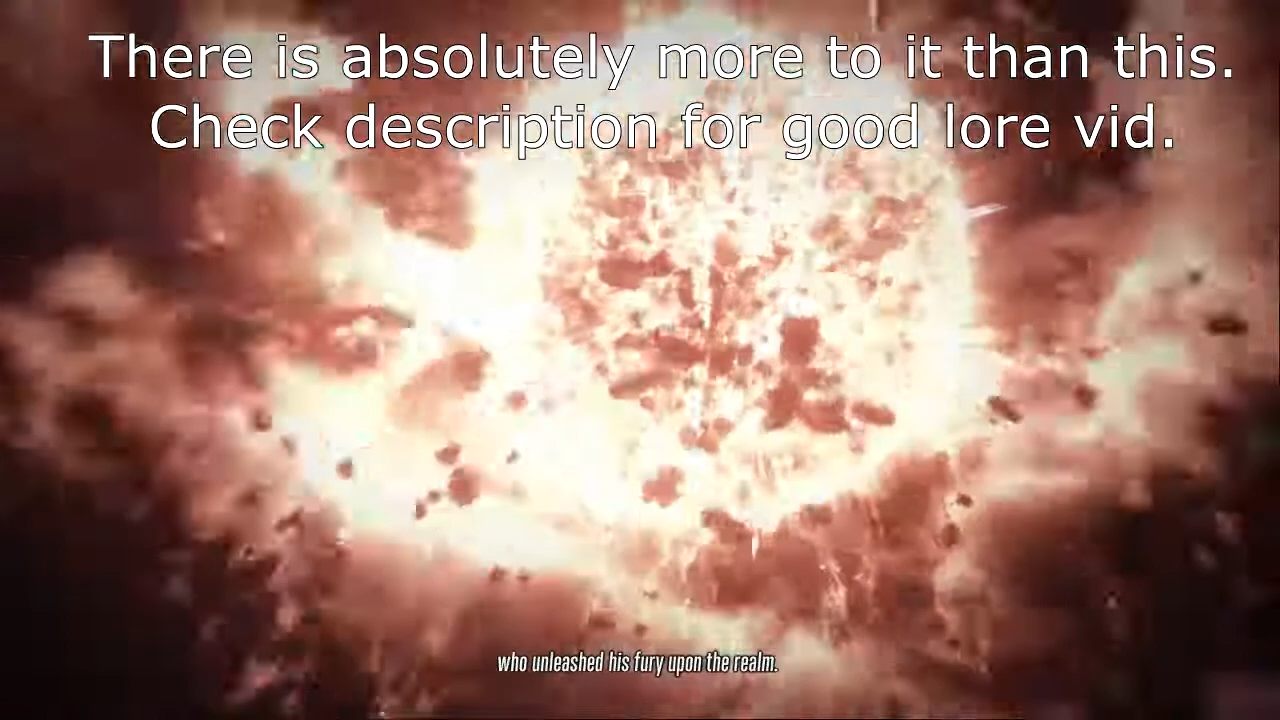 There is absolutely more to it than this.
Check description for good lore vid.
who unleashed his fury upon the realm.